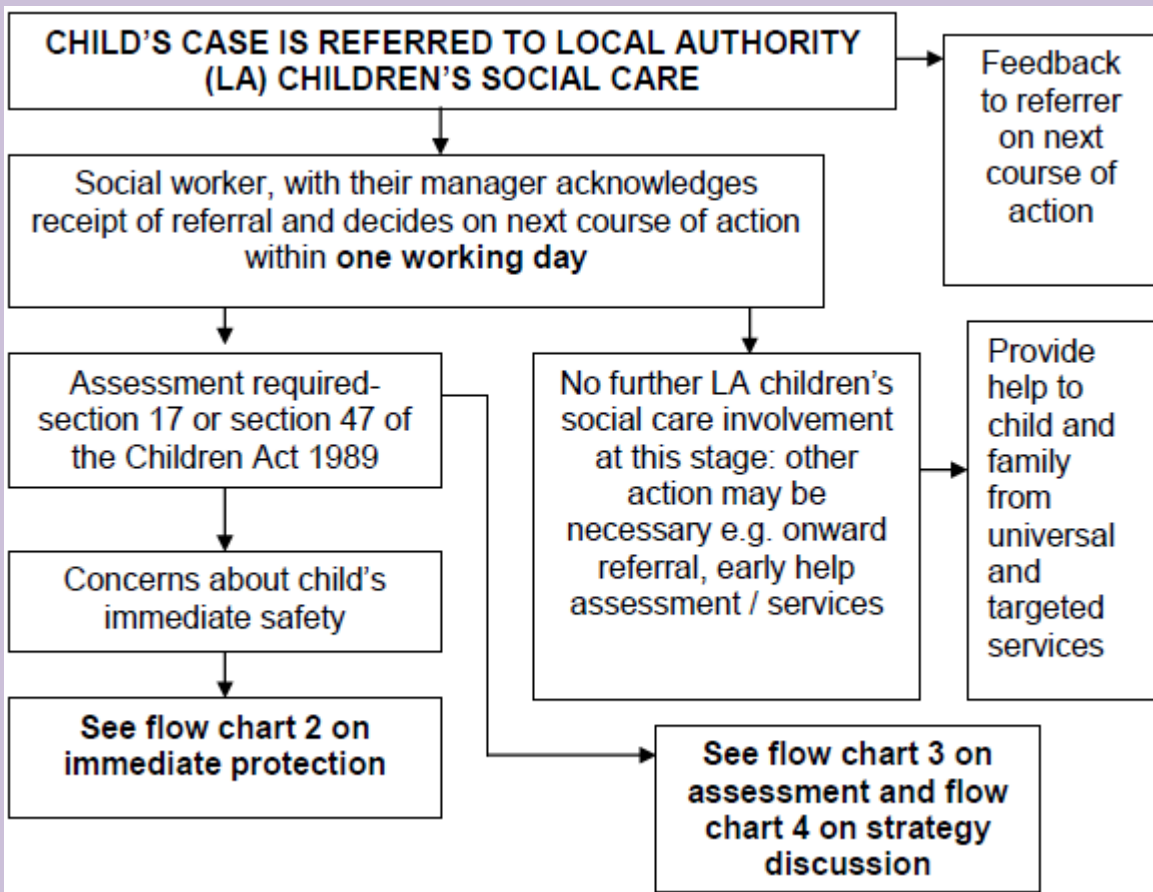 CHILD’S CASE IS REFERRED TO LOCAL AUTHORITY
(LA) CHILDREN’S SOCIAL CARE
Feedback
to referrer
on next
course of
action
Social worker, with their manager acknowledges
receipt of referral and decides on next course of action
within one working day
Assessment required-
section 17 or section 47 of
the Children Act 1989
No further LA children’s
social care involvement
at this stage: other
action may be
necessary e.g. onward
referral, early help
assessment / services
Provide
help to
child and
family
from
universal
and
targeted
services
Concerns about child’s
immediate safety
See flow chart 2 on
immediate protection
See flow chart 3 on
assessment and flow
chart 4 on strategy
discussion